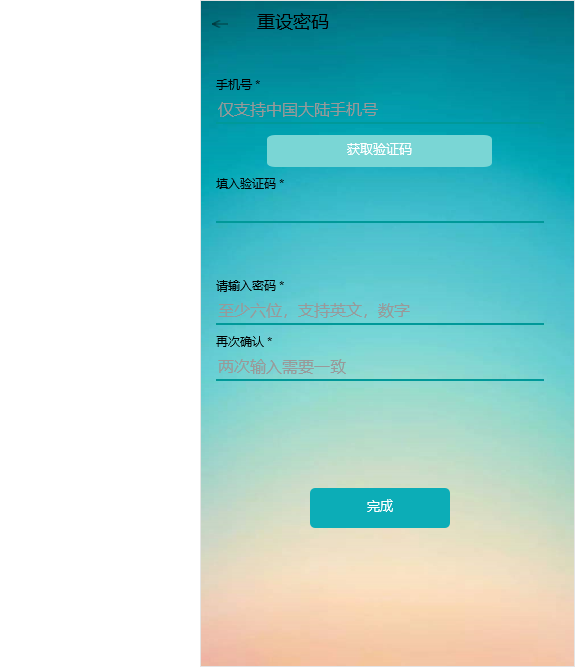 重设密码
手机号 *
仅支持中国大陆手机号
获取验证码
填入验证码 *
请输入密码 *
至少六位，支持英文，数字
再次确认 *
两次输入需要一致
完成